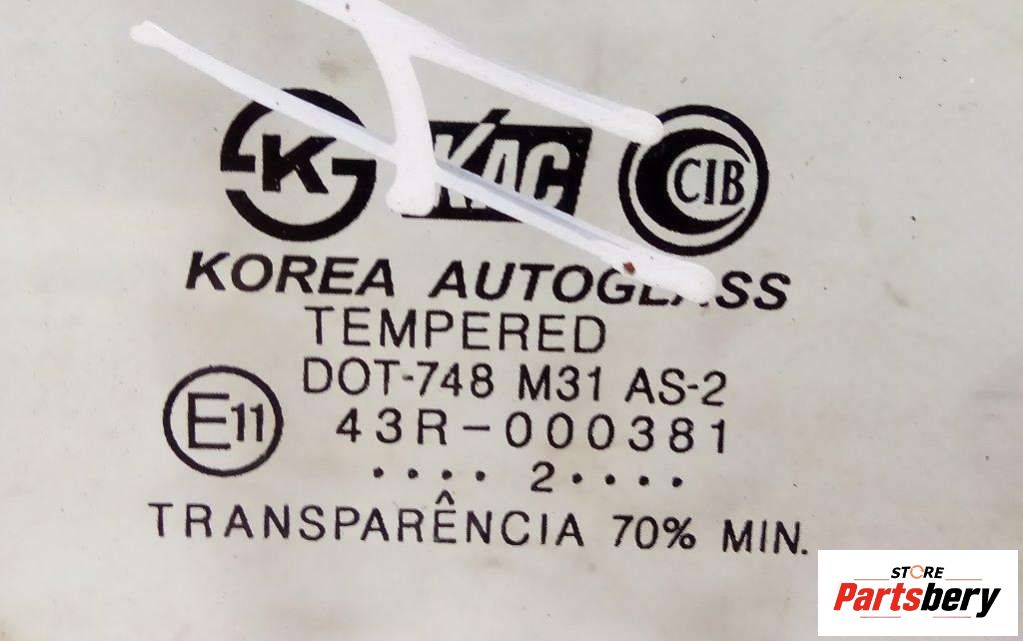 K KAC CIB
KOREA AUTOGLASS
TEMPERED
DOT-748 M31 AS-2
E11 43R-000381
.... 2....
TRANSPARÊNCIA 70% MIN.
STORE
Partsbery